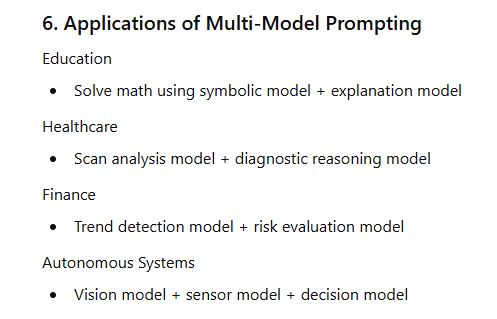 6. Applications of Multi-Model Prompting
Education
• Solve math using symbolic model + explanation model
Healthcare
• Scan analysis model + diagnostic reasoning model
Finance
• Trend detection model + risk evaluation model
Autonomous Systems
• Vision model + sensor model + decision model